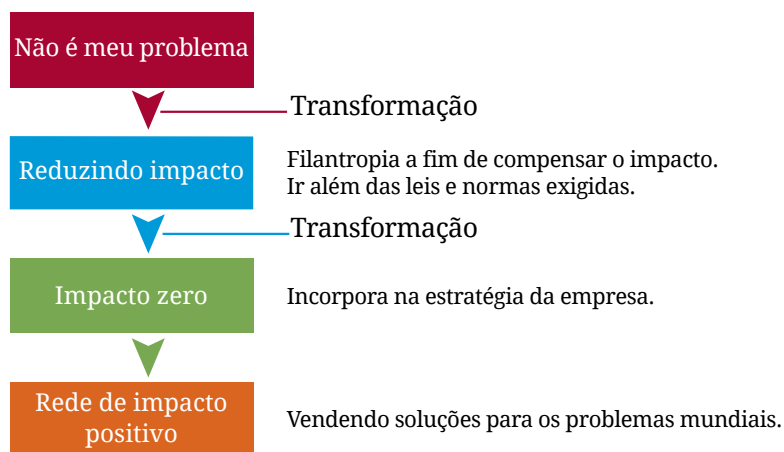 Não é meu problema
Transformação
Reduzindo impacto
Filantropia a fim de compensar o impacto.
Ir além das leis e normas exigidas.
Transformação
Impacto zero
Incorpora na estratégia da empresa.
Rede de impacto
positivo
Vendendo soluções para os problemas mundiais.